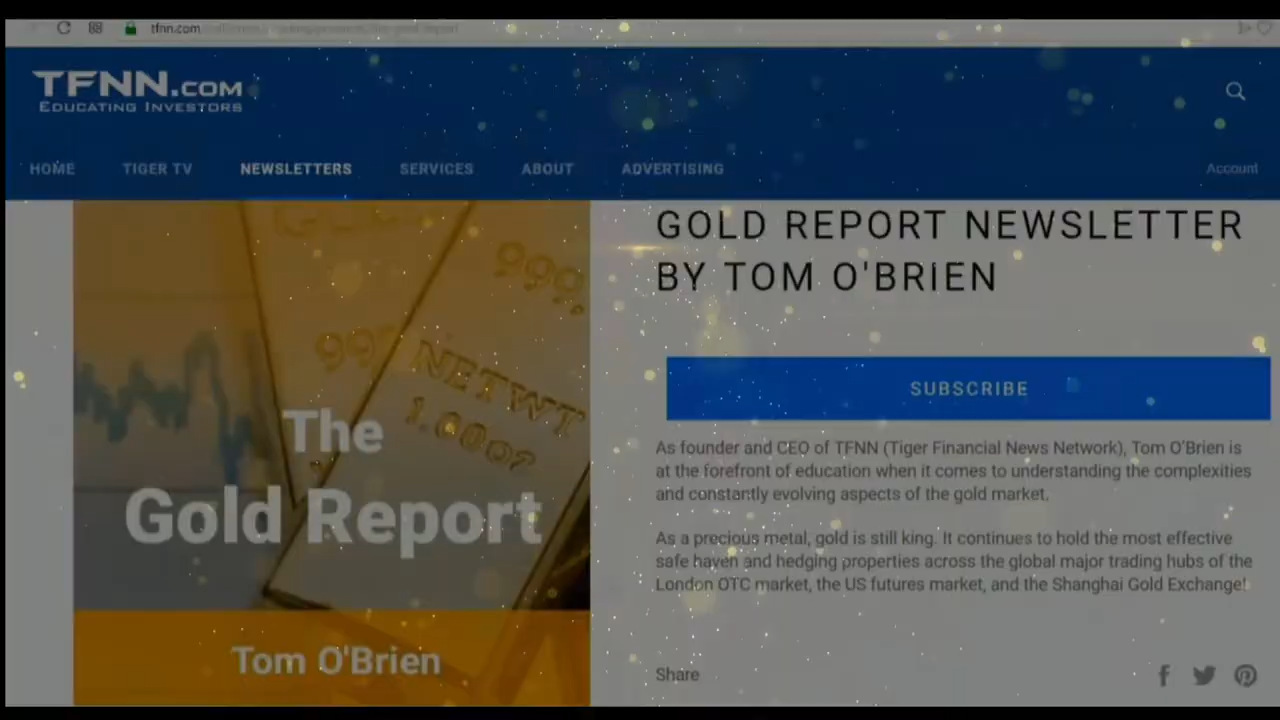 tfnn.com
TFNN.COM
EDUCATING INVESTORS
HOME TIGER TV NEWSLETTERS SERVICES ABOUT ADVERTISING Account
GOLD REPORT NEWSLETTER
BY TOM O'BRIEN
999.
995
NETWT
1.00oz
The
Gold Report
Tom O'Brien
SUBSCRIBE
As founder and CEO of TFNN (Tiger Financial News Network), Tom O'Brien is
at the forefront of education when it comes to understanding the complexities
and constantly evolving aspects of the gold market.
As a precious metal, gold is still king. It continues to hold the most effective
safe haven and hedging properties across the global major trading hubs of the
London OTC market, the US futures market, and the Shanghai Gold Exchange!
Share